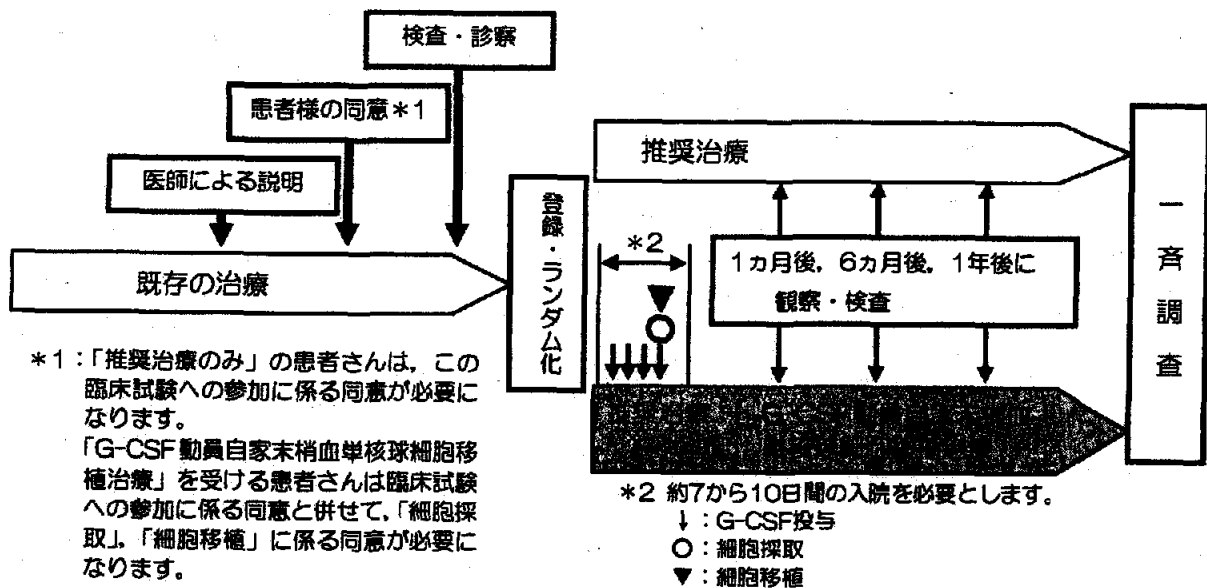 検査・診察
患者様の同意＊1
医師による説明
既存の治療
登録・ランダム化
推奨治療
＊2
1ヵ月後，6ヵ月後，1年後に
観察・検査
一斉調査
＊1：「推奨治療のみ」の患者さんは，この
臨床試験への参加に係る同意が必要に
なります。
「G-CSF動員自家末梢血単核球細胞移
植治療」を受ける患者さんは臨床試験
への参加に係る同意と併せて，「細胞採
取」，「細胞移植」に係る同意が必要に
なります。
＊2 約7から10日間の入院を必要とします。
↓：G-CSF投与
○：細胞採取
▼：細胞移植